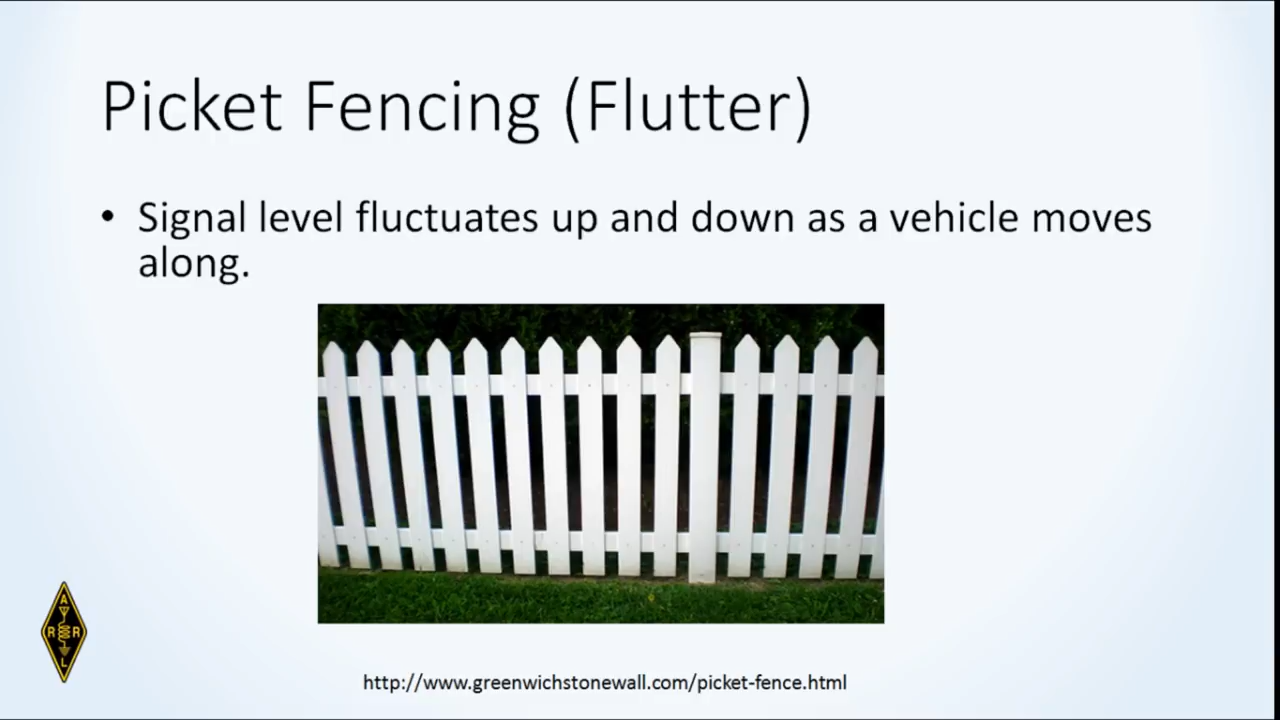 Picket Fencing (Flutter)
• Signal level fluctuates up and down as a vehicle moves
along.
A
R R
L
http://www.greenwichstonewall.com/picket-fence.html